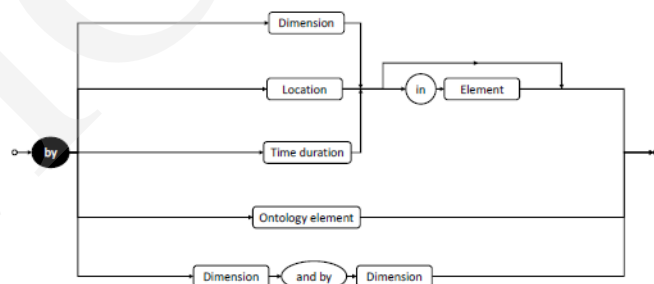 Dimension
Location
in
Element
by
Time duration
Ontology element
Dimension
and by
Dimension